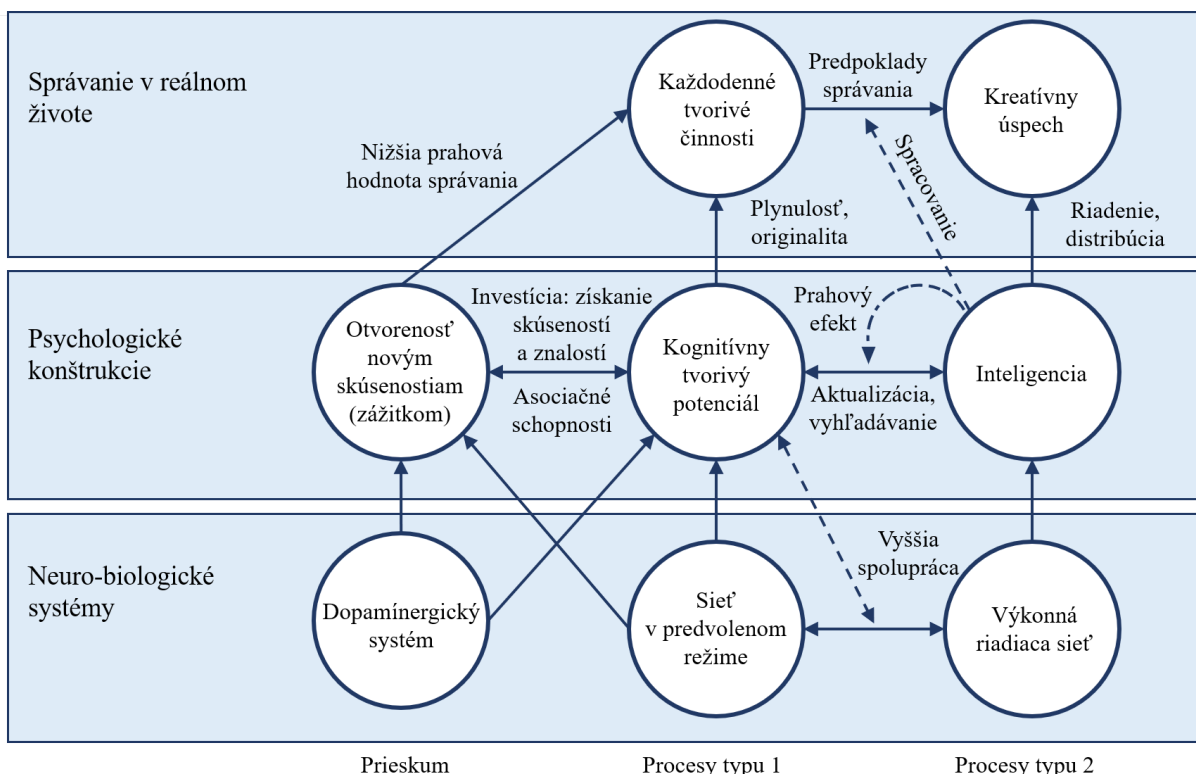 Správanie v reálnom
živote
Každodenné
tvorivé
činnosti
Predpoklady
správania
Kreatívny
úspech
Nižšia prahová
hodnota správania
Spracovanie
Plynulosť,
originalita
Riadenie,
distribúcia
Psychologické
konštrukcie
Otvorenosť
novým
skúsenostiam
(zážitkom)
Investícia: získanie
skúseností
a znalostí
Asociačné
schopnosti
Kognitívny
tvorivý
potenciál
Prahový
efekt
Aktualizácia,
vyhľadávanie
Inteligencia
Neuro-biologické
systémy
Dopamínergický
systém
Sieť
v predvolenom
režime
Vyššia
spolupráca
Výkonná
riadiaca sieť
Prieskum
Procesy typu 1
Procesy typu 2